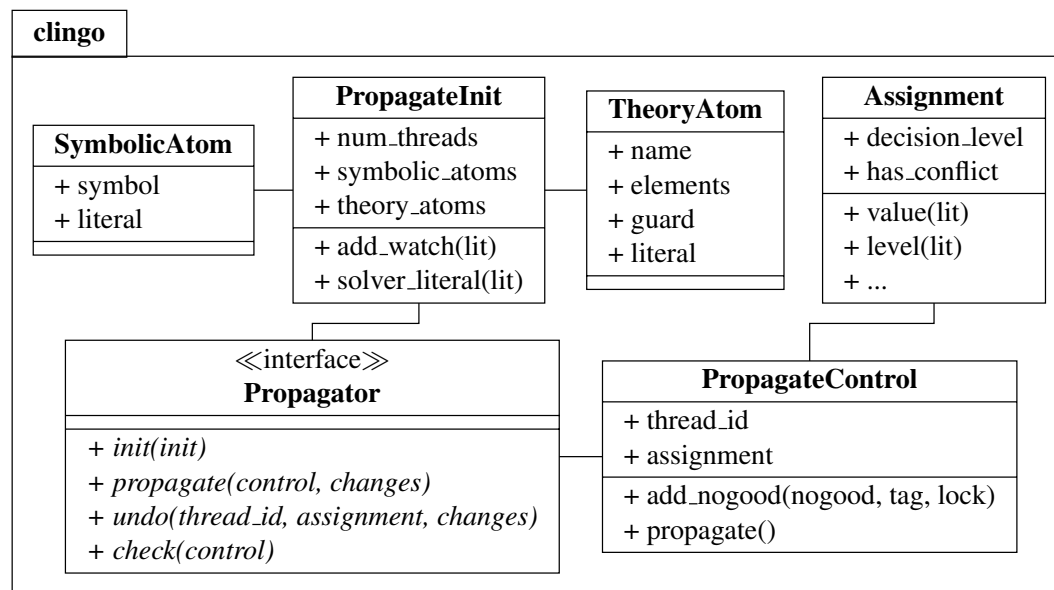 clingo
SymbolicAtom
+ symbol
+ literal
PropagateInit
+ num_threads
+ symbolic_atoms
+ theory_atoms
+ add_watch(lit)
+ solver_literal(lit)
TheoryAtom
+ name
+ elements
+ guard
+ literal
Assignment
+ decision_level
+ has_conflict
+ value(lit)
+ level(lit)
+ ...
≪interface≫
Propagator
+ init(init)
+ propagate(control, changes)
+ undo(thread_id, assignment, changes)
+ check(control)
PropagateControl
+ thread_id
+ assignment
+ add_nogood(nogood, tag, lock)
+ propagate()